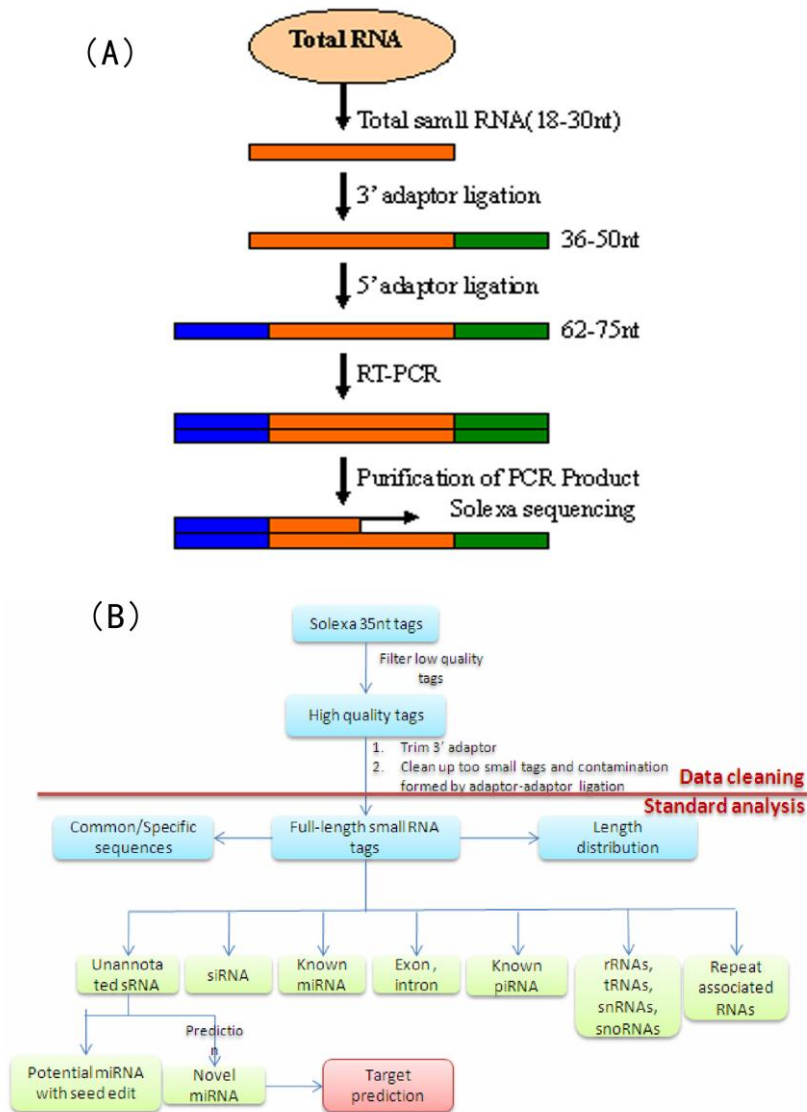 (A)
Total RNA
Total samll RNA(18-30nt)
3' adaptor ligation
36-50nt
5' adaptor ligation
62-75nt
RT-PCR
Purification of PCR Product
Solexa sequencing
(B)
Solexa 35nt tags
Filter low quality
tags
High quality tags
1. Trim 3' adaptor
2. Clean up too small tags and contamination
formed by adaptor-adaptor ligation
Data cleaning
Standard analysis
Common/Specific
sequences
Full-length small RNA
tags
Length
distribution
Unannota
ted sRNA
siRNA
Known
miRNA
Exon ,
intron
Known
piRNA
rRNAs,
tRNAs,
snRNAs,
snoRNAs
Repeat
associated
RNAs
Predictio
n
Potential miRNA
with seed edit
Novel
miRNA
Target
prediction